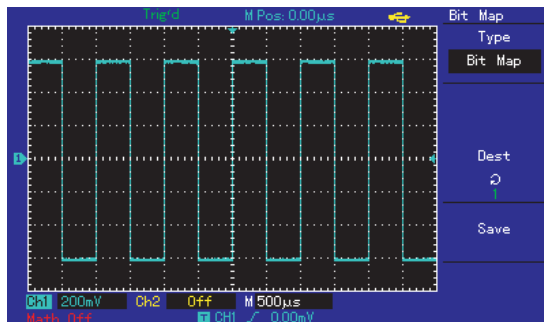 Trig'd M Pos: 0.00μs Bit Map
Type
Bit Map
1
Dest
1
Save
Ch1 200mV Ch2 Off M 500μs
Math Off T CH1 0.00mV